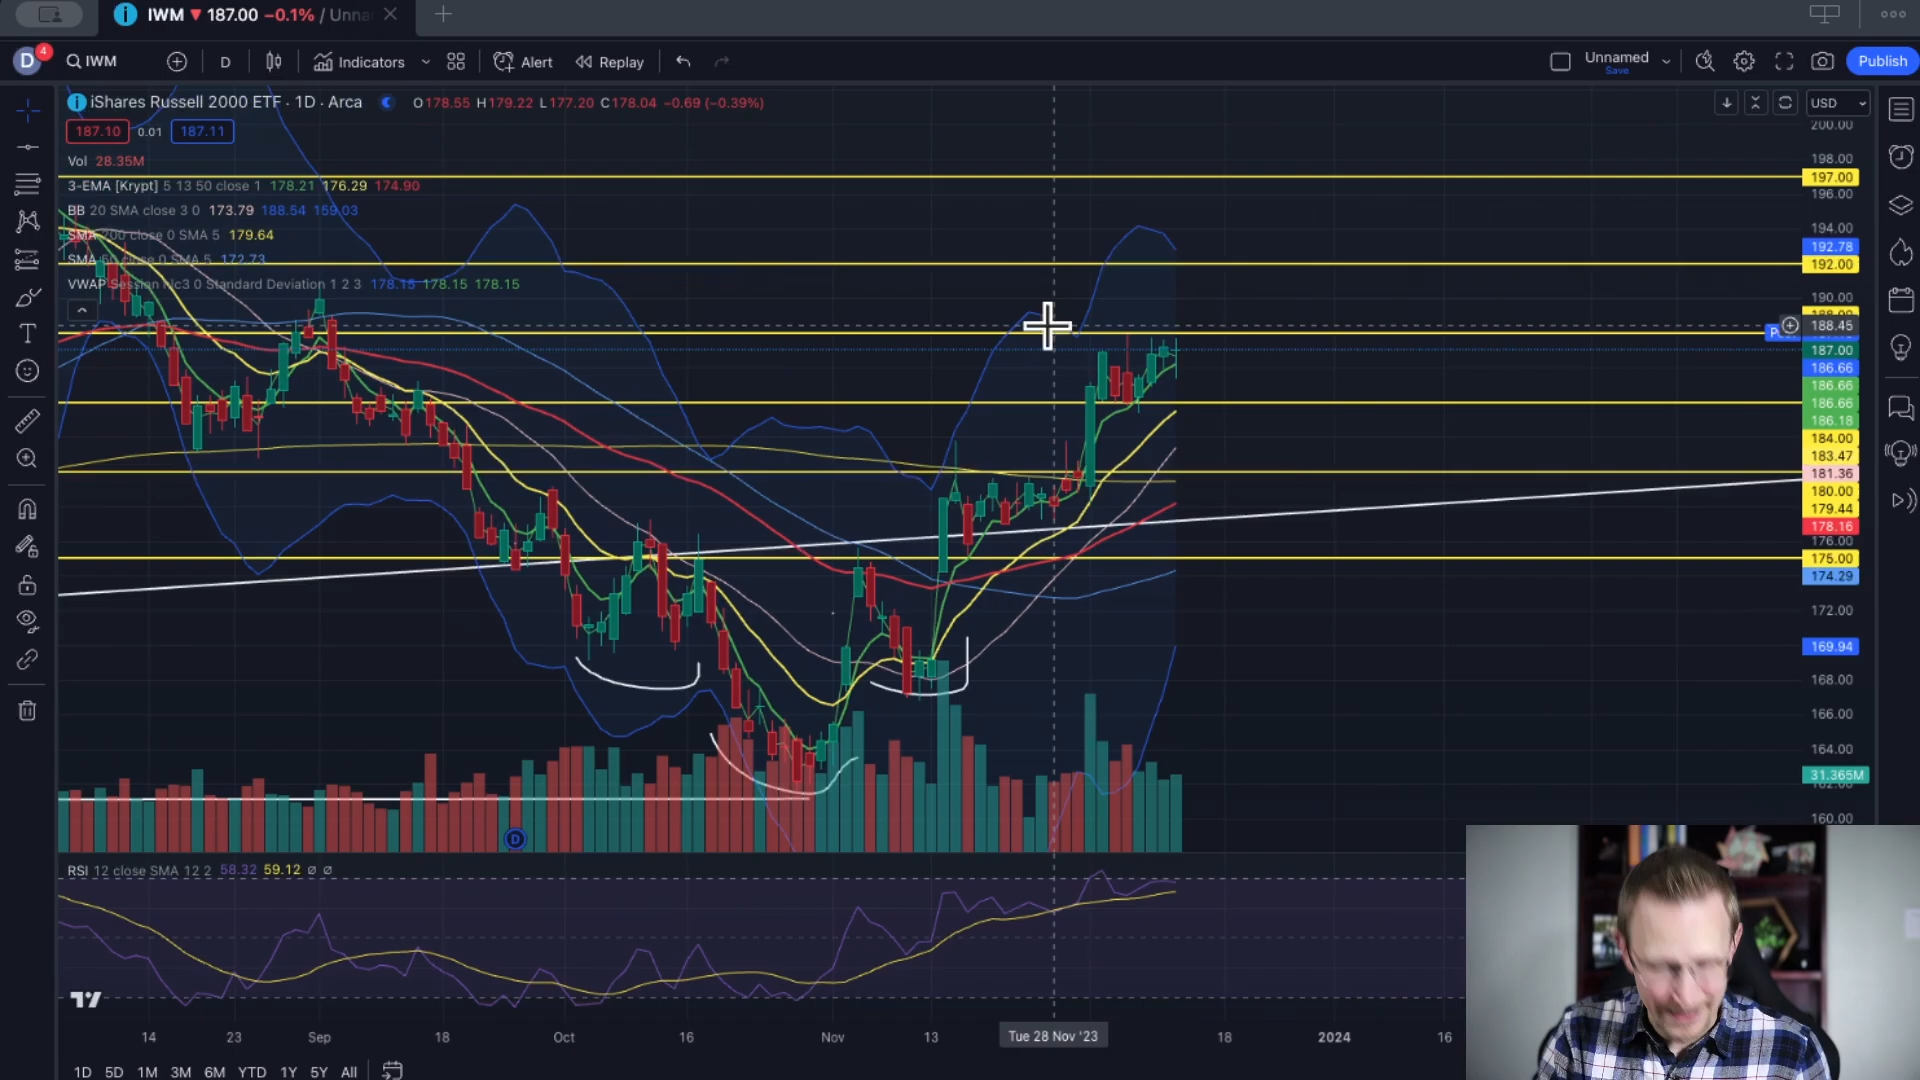 IWM ▼ 187.00 −0.1% / Unna
D 4 IWM D Indicators Alert Replay Unnamed Save Publish
iShares Russell 2000 ETF · 1D · Arca O178.55 H179.22 L177.20 C178.04 −0.69 (−0.39%)
USD
187.10 0.01 187.11
Vol 28.35M
3-EMA [Krypt] 5 13 50 close 1 178.21 176.29 174.90
BB 20 SMA close 3 0 173.79 188.54 159.03
SMA 200 close 0 SMA 5 179.64
SMA 50 close 0 SMA 5 172.73
VWAP Session hlc3 0 Standard Deviation 1 2 3 178.15 178.15 178.15
200.00
198.00
197.00
196.00
194.00
192.78
192.00
190.00
188.45
187.00
186.66
186.66
186.66
186.18
184.00
183.47
181.36
180.00
179.44
178.16
176.00
175.00
174.29
172.00
169.94
168.00
166.00
164.00
31.365M
162.00
160.00
D
RSI 12 close SMA 12 2 58.32 59.12 ∅ ∅
14 23 Sep 18 Oct 16 Nov 13 Tue 28 Nov '23 18 2024 16
1D 5D 1M 3M 6M YTD 1Y 5Y All